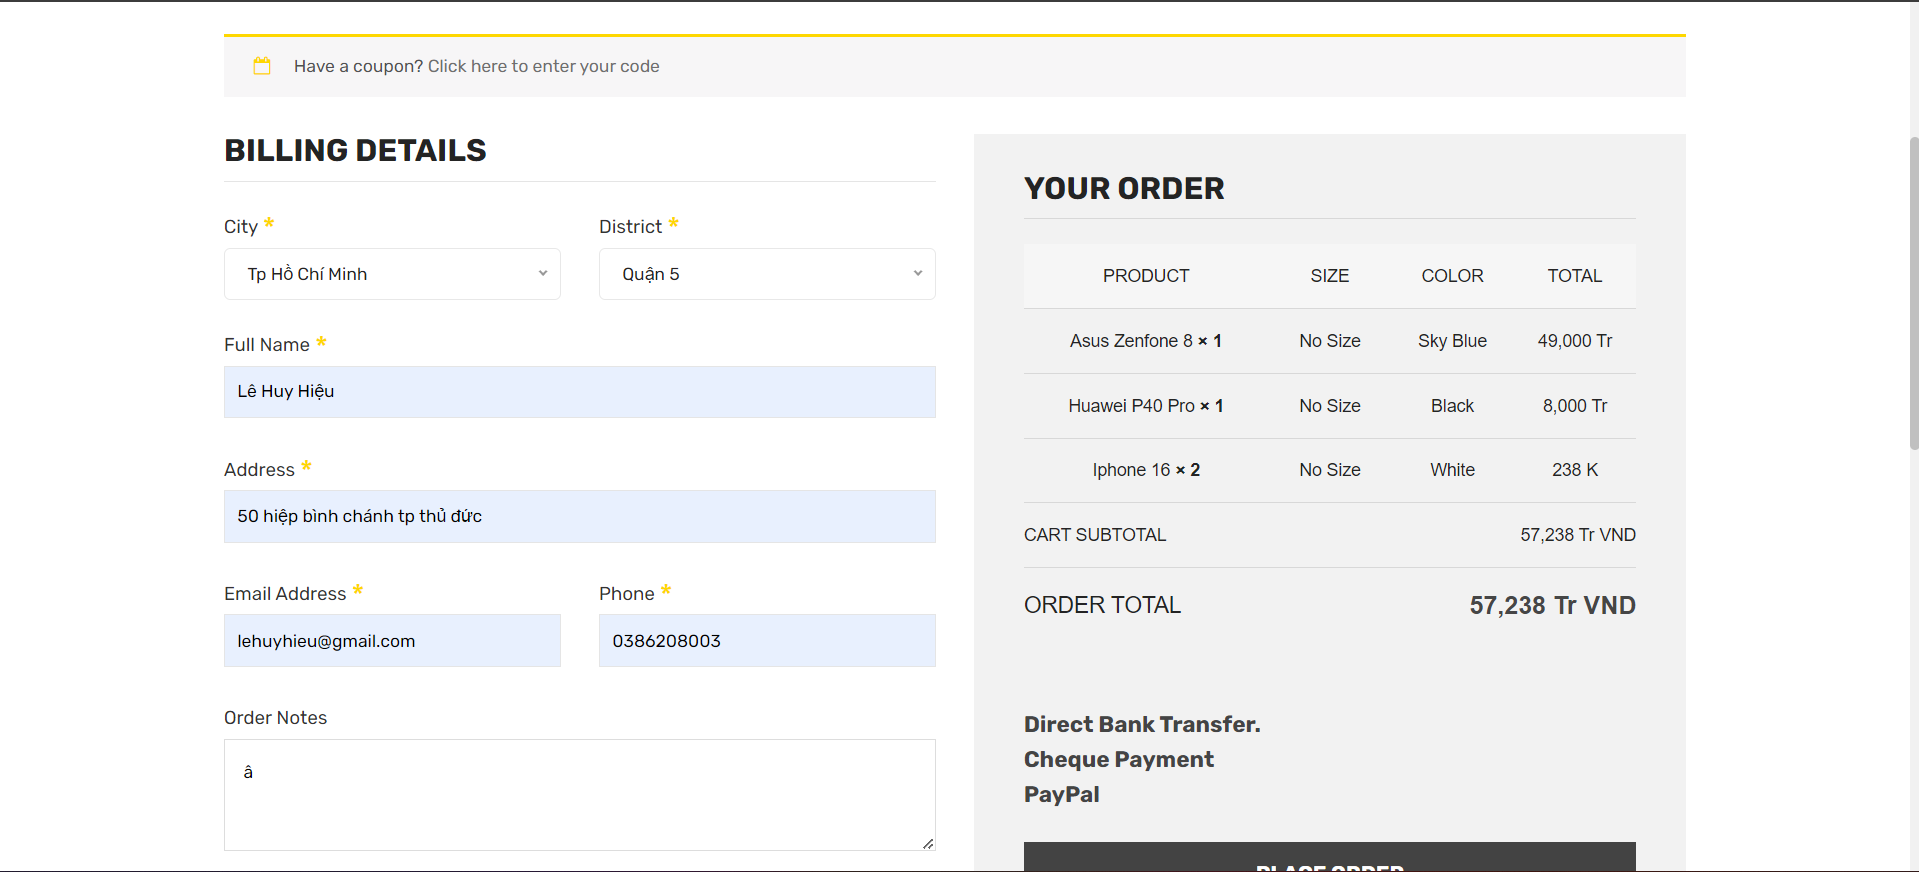 Have a coupon? Click here to enter your code
BILLING DETAILS
City *
District *
Tp Hồ Chí Minh
Quận 5
Full Name *
Lê Huy Hiệu
Address *
50 hiệp bình chánh tp thủ đức
Email Address *
Phone *
lehuyhieu@gmail.com
0386208003
Order Notes
â
YOUR ORDER
PRODUCT SIZE COLOR TOTAL
Asus Zenfone 8 × 1 No Size Sky Blue 49,000 Tr
Huawei P40 Pro × 1 No Size Black 8,000 Tr
Iphone 16 × 2 No Size White 238 K
CART SUBTOTAL 57,238 Tr VND
ORDER TOTAL 57,238 Tr VND
Direct Bank Transfer.
Cheque Payment
PayPal
PLACE ORDER